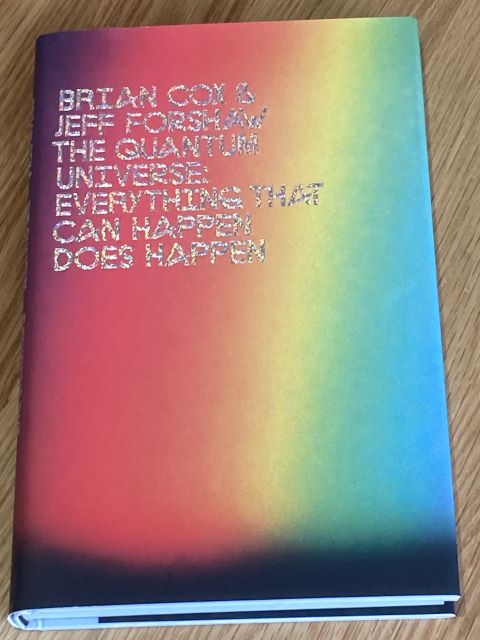 BRIAN COX &
JEFF FORSHAW
THE QUANTUM
UNIVERSE:
EVERYTHING THAT
CAN HAPPEN
DOES HAPPEN